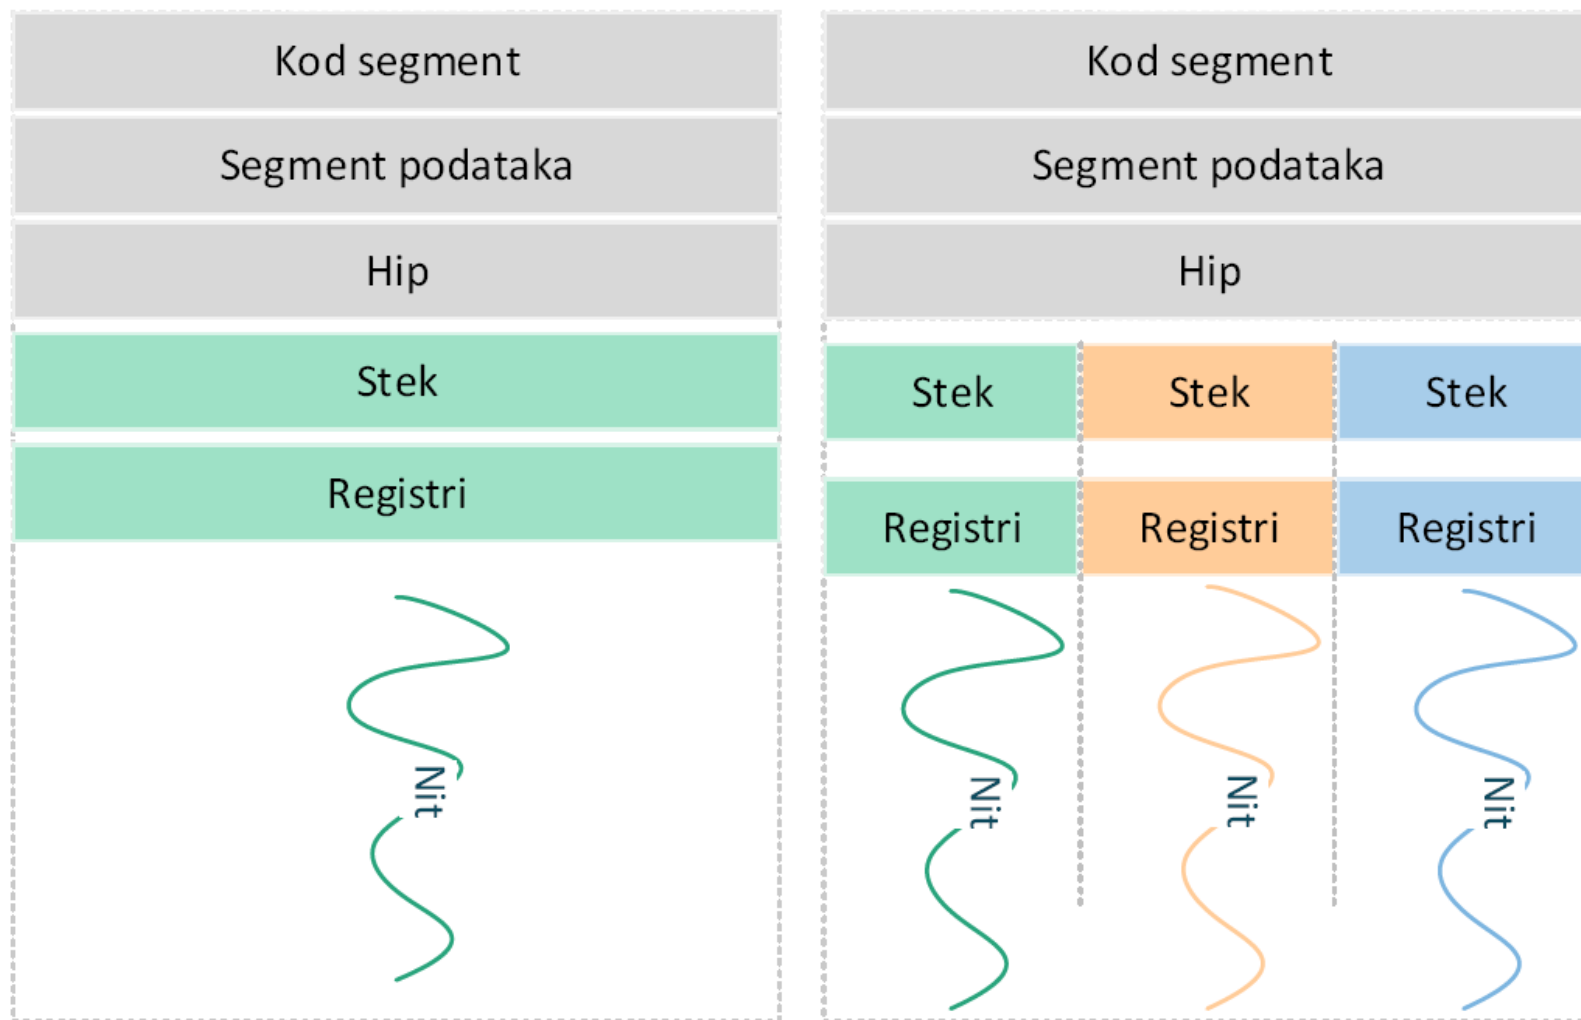 Kod segment
Segment podataka
Hip
Stek
Registri
Nit
Kod segment
Segment podataka
Hip
Stek Stek Stek
Registri Registri Registri
Nit Nit Nit